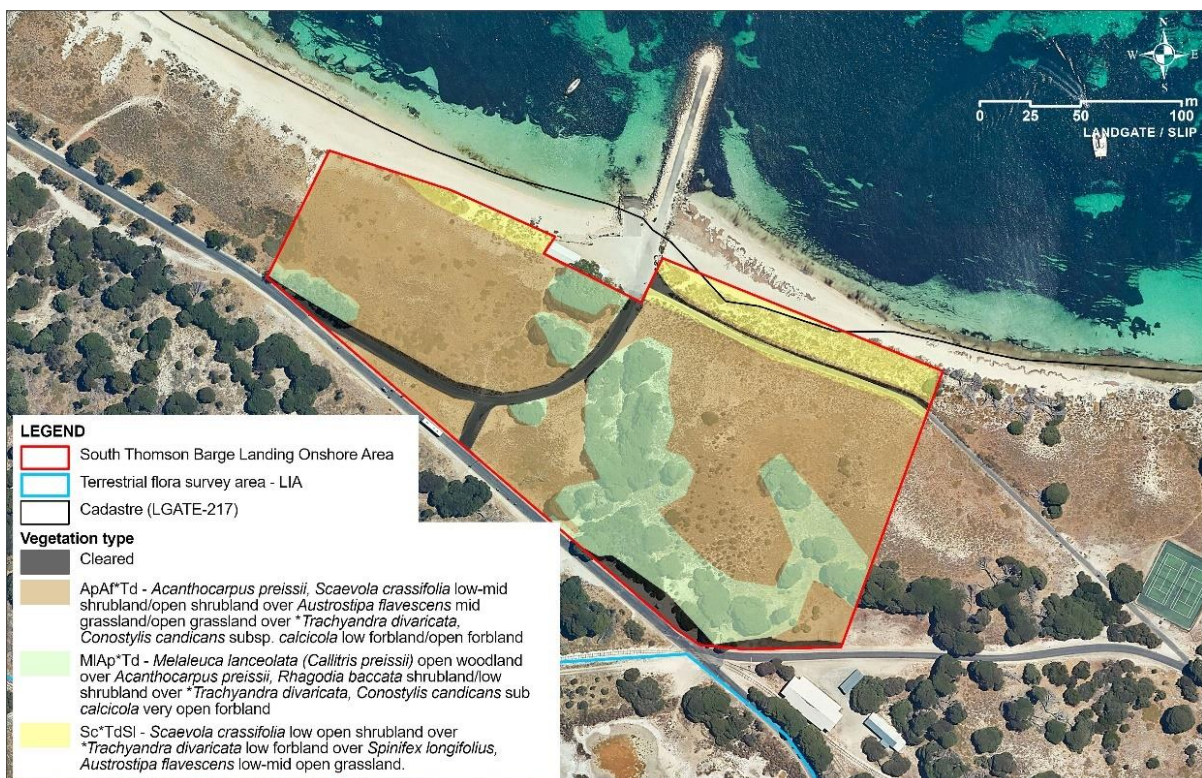 N
W E
S
m
0 25 50 100
LANDGATE / SLIP
LEGEND
South Thomson Barge Landing Onshore Area
Terrestrial flora survey area - LIA
Cadastre (LGATE-217)
Vegetation type
Cleared
ApAf*Td - Acanthocarpus preissii, Scaevola crassifolia low-mid
shrubland/open shrubland over Austrostipa flavescens mid
grassland/open grassland over *Trachyandra divaricata,
Conostylis candicans subsp. calcicola low forbland/open forbland
MlAp*Td - Melaleuca lanceolata (Callitris preissii) open woodland
over Acanthocarpus preissii, Rhagodia baccata shrubland/low
shrubland over *Trachyandra divaricata, Conostylis candicans sub
calcicola very open forbland
Sc*TdSl - Scaevola crassifolia low open shrubland over
*Trachyandra divaricata low forbland over Spinifex longifolius,
Austrostipa flavescens low-mid open grassland.